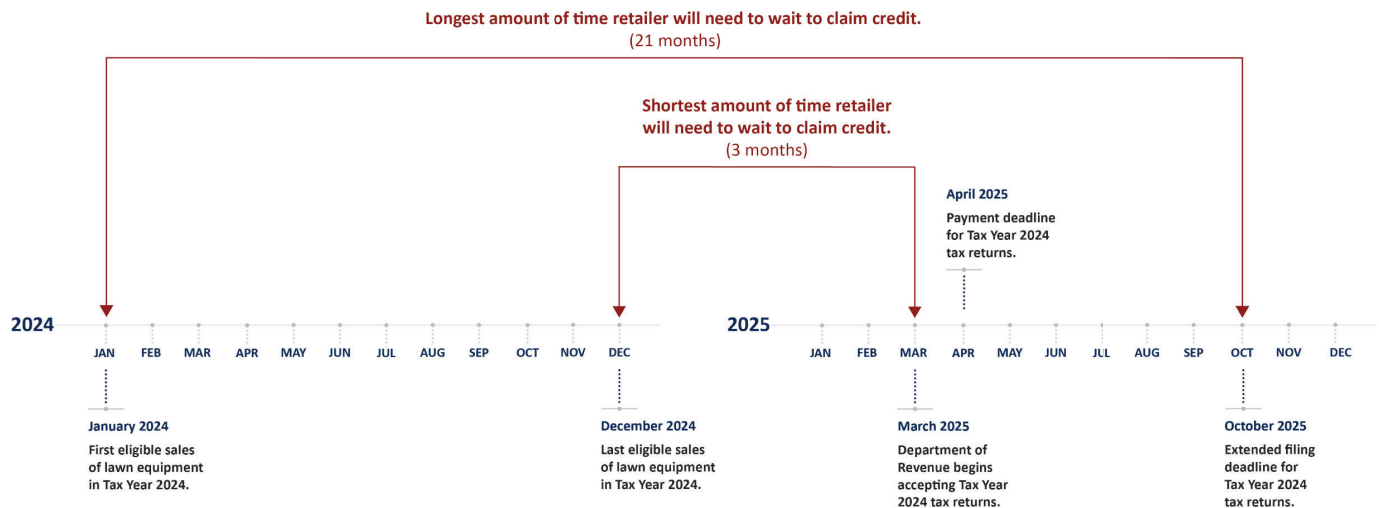 Longest amount of time retailer will need to wait to claim credit.
(21 months)
Shortest amount of time retailer
will need to wait to claim credit.
(3 months)
April 2025
Payment deadline
for Tax Year 2024
tax returns.
2024
JAN FEB MAR APR MAY JUN JUL AUG SEP OCT NOV DEC
2025
JAN FEB MAR APR MAY JUN JUL AUG SEP OCT NOV DEC
January 2024
First eligible sales
of lawn equipment
in Tax Year 2024.
December 2024
Last eligible sales
of lawn equipment
in Tax Year 2024.
March 2025
Department of
Revenue begins
accepting Tax Year
2024 tax returns.
October 2025
Extended filing
deadline for
Tax Year 2024
tax returns.